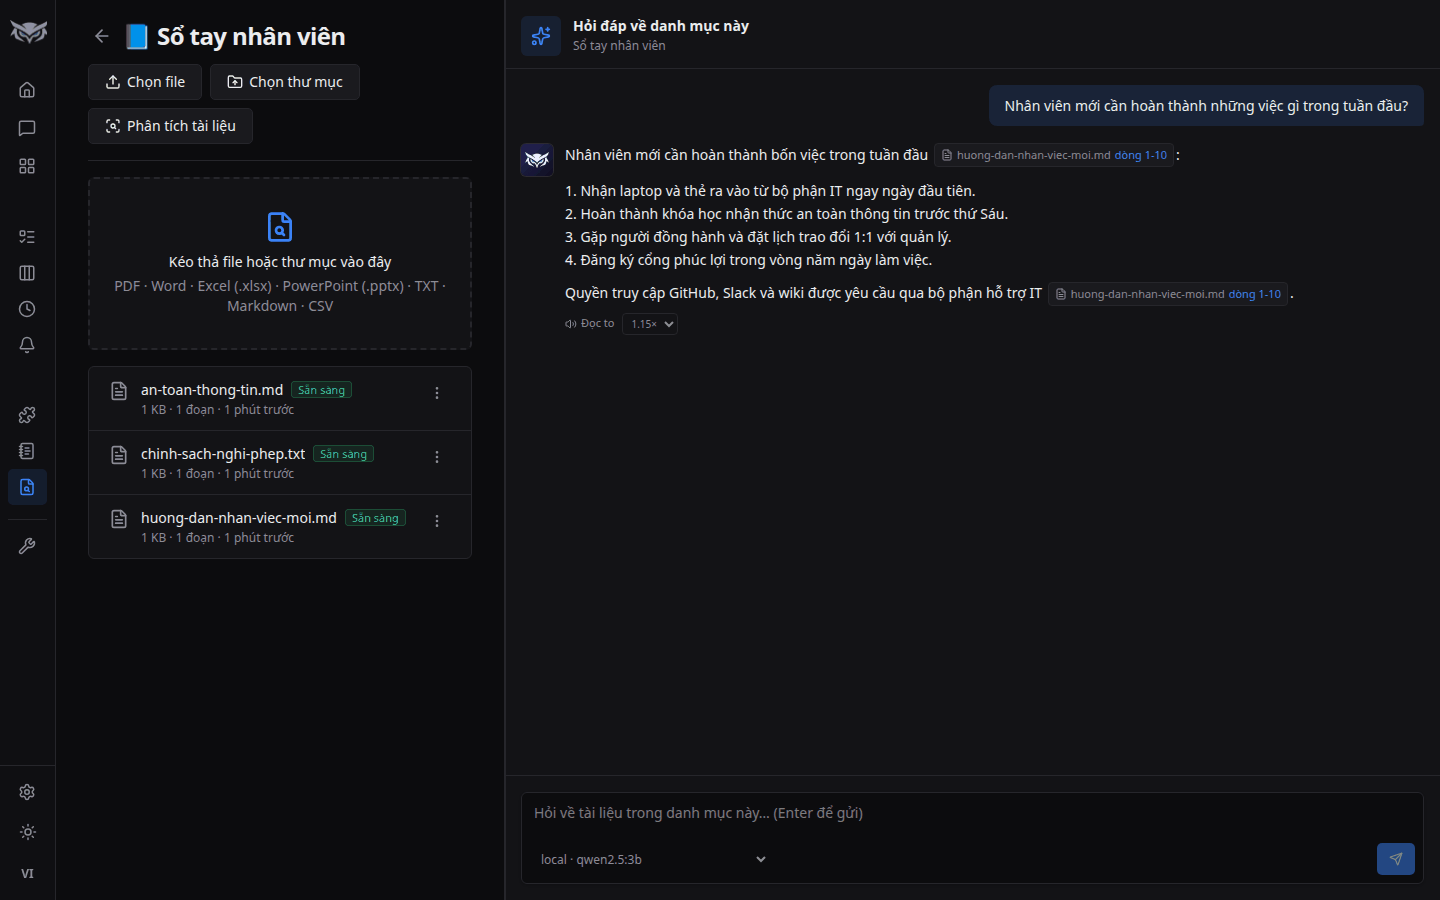 Sổ tay nhân viên
Chọn file
Chọn thư mục
Phân tích tài liệu
Kéo thả file hoặc thư mục vào đây
PDF · Word · Excel (.xlsx) · PowerPoint (.pptx) · TXT ·
Markdown · CSV
an-toan-thong-tin.md Sẵn sàng
1 KB · 1 đoạn · 1 phút trước
chinh-sach-nghi-phep.txt Sẵn sàng
1 KB · 1 đoạn · 1 phút trước
huong-dan-nhan-viec-moi.md Sẵn sàng
1 KB · 1 đoạn · 1 phút trước
VI
Hỏi đáp về danh mục này
Sổ tay nhân viên
Nhân viên mới cần hoàn thành những việc gì trong tuần đầu?
Nhân viên mới cần hoàn thành bốn việc trong tuần đầu huong-dan-nhan-viec-moi.md dòng 1-10 :
1. Nhận laptop và thẻ ra vào từ bộ phận IT ngay ngày đầu tiên.
2. Hoàn thành khóa học nhận thức an toàn thông tin trước thứ Sáu.
3. Gặp người đồng hành và đặt lịch trao đổi 1:1 với quản lý.
4. Đăng ký cổng phúc lợi trong vòng năm ngày làm việc.
Quyền truy cập GitHub, Slack và wiki được yêu cầu qua bộ phận hỗ trợ IT huong-dan-nhan-viec-moi.md dòng 1-10 .
Đọc to 1.15×
Hỏi về tài liệu trong danh mục này... (Enter để gửi)
local · qwen2.5:3b